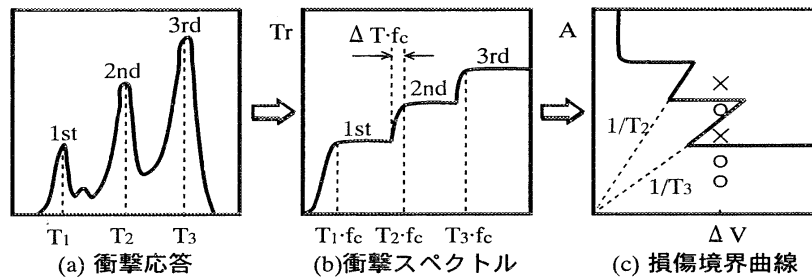 1st
2nd
3rd
T1
T2
T3
(a) 衝撃応答
Tr
Δ T·fc
1st
2nd
3rd
T1·fc
T2·fc
T3·fc
(b)衝撃スペクトル
A
×
○
×
○
○
1/T2
1/T3
Δ V
(c) 損傷境界曲線